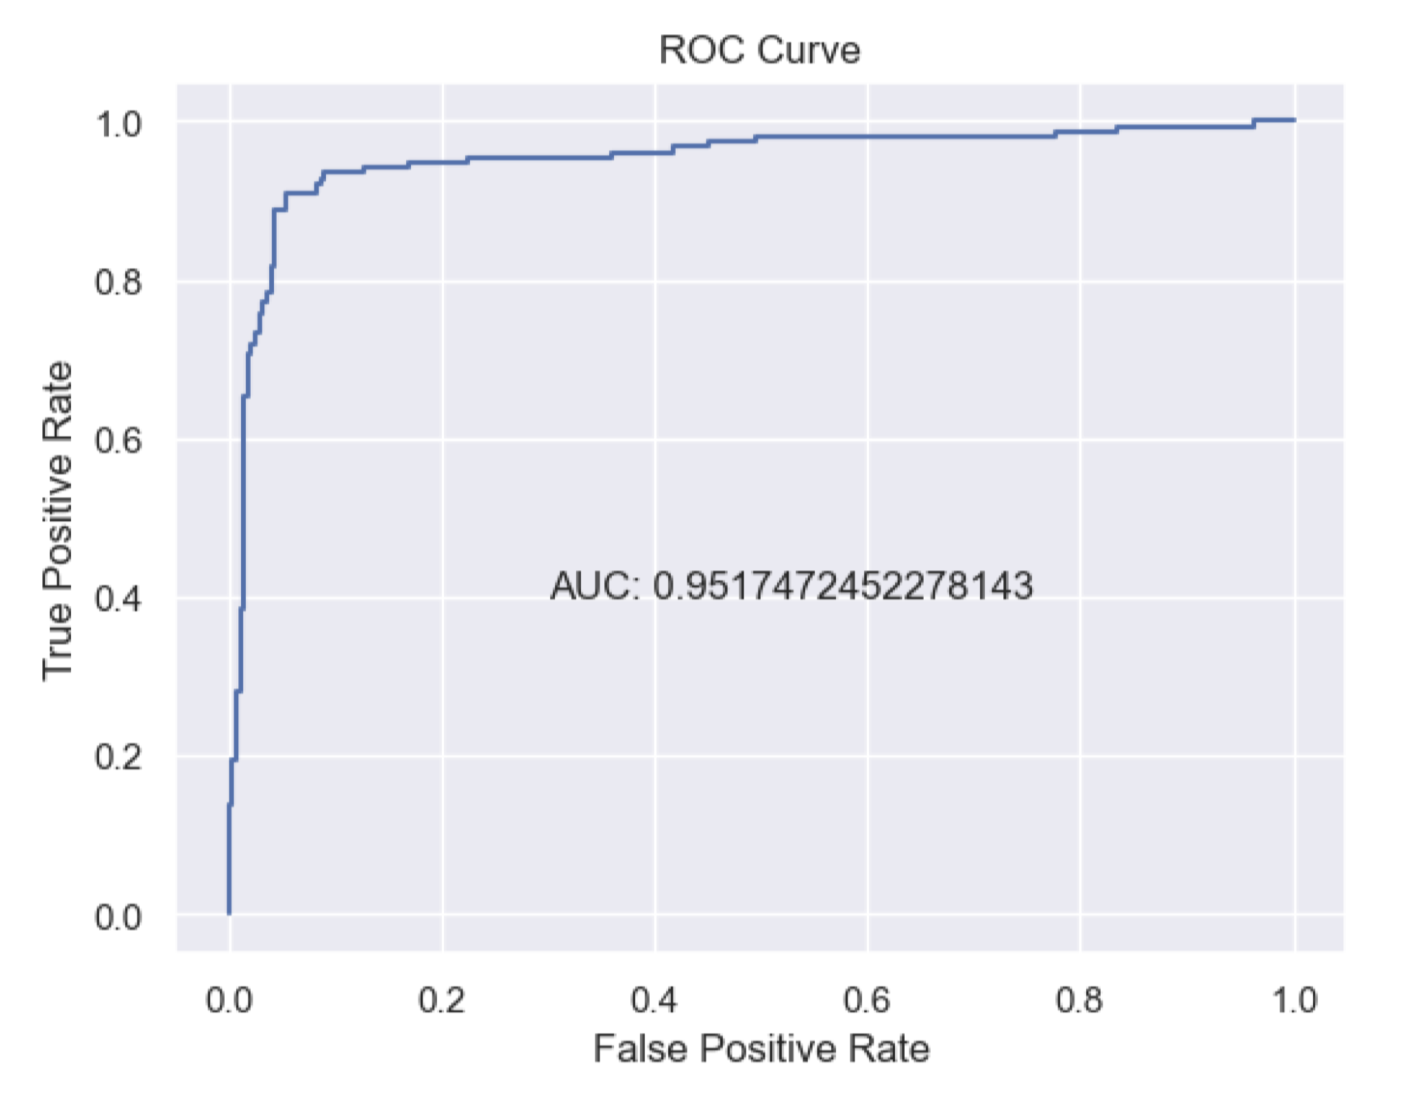 ROC Curve
1.0
0.8
0.6
0.4
0.2
0.0
True Positive Rate
AUC: 0.9517472452278143
0.0 0.2 0.4 0.6 0.8 1.0
False Positive Rate